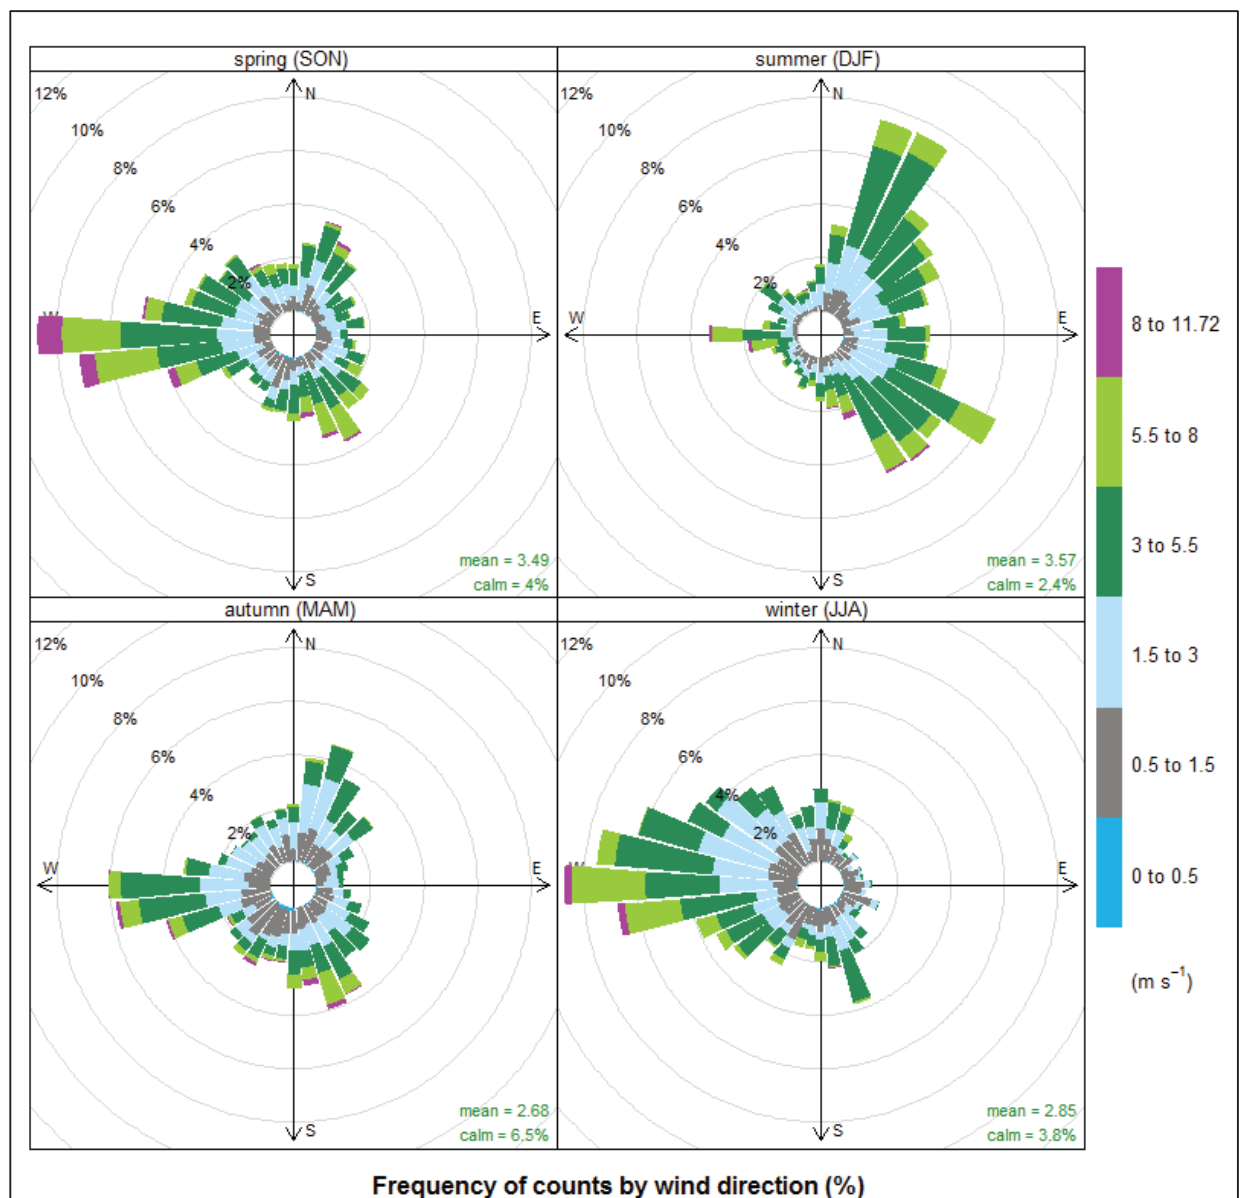 spring (SON)
12%
10%
8%
6%
4%
2%
N
W
E
S
mean = 3.49
calm = 4%
summer (DJF)
12%
10%
8%
6%
4%
2%
N
W
E
S
mean = 3.57
calm = 2.4%
autumn (MAM)
12%
10%
8%
6%
4%
2%
N
W
E
S
mean = 2.68
calm = 6.5%
winter (JJA)
12%
10%
8%
6%
4%
2%
N
W
E
S
mean = 2.85
calm = 3.8%
8 to 11.72
5.5 to 8
3 to 5.5
1.5 to 3
0.5 to 1.5
0 to 0.5
(m s⁻¹)
Frequency of counts by wind direction (%)